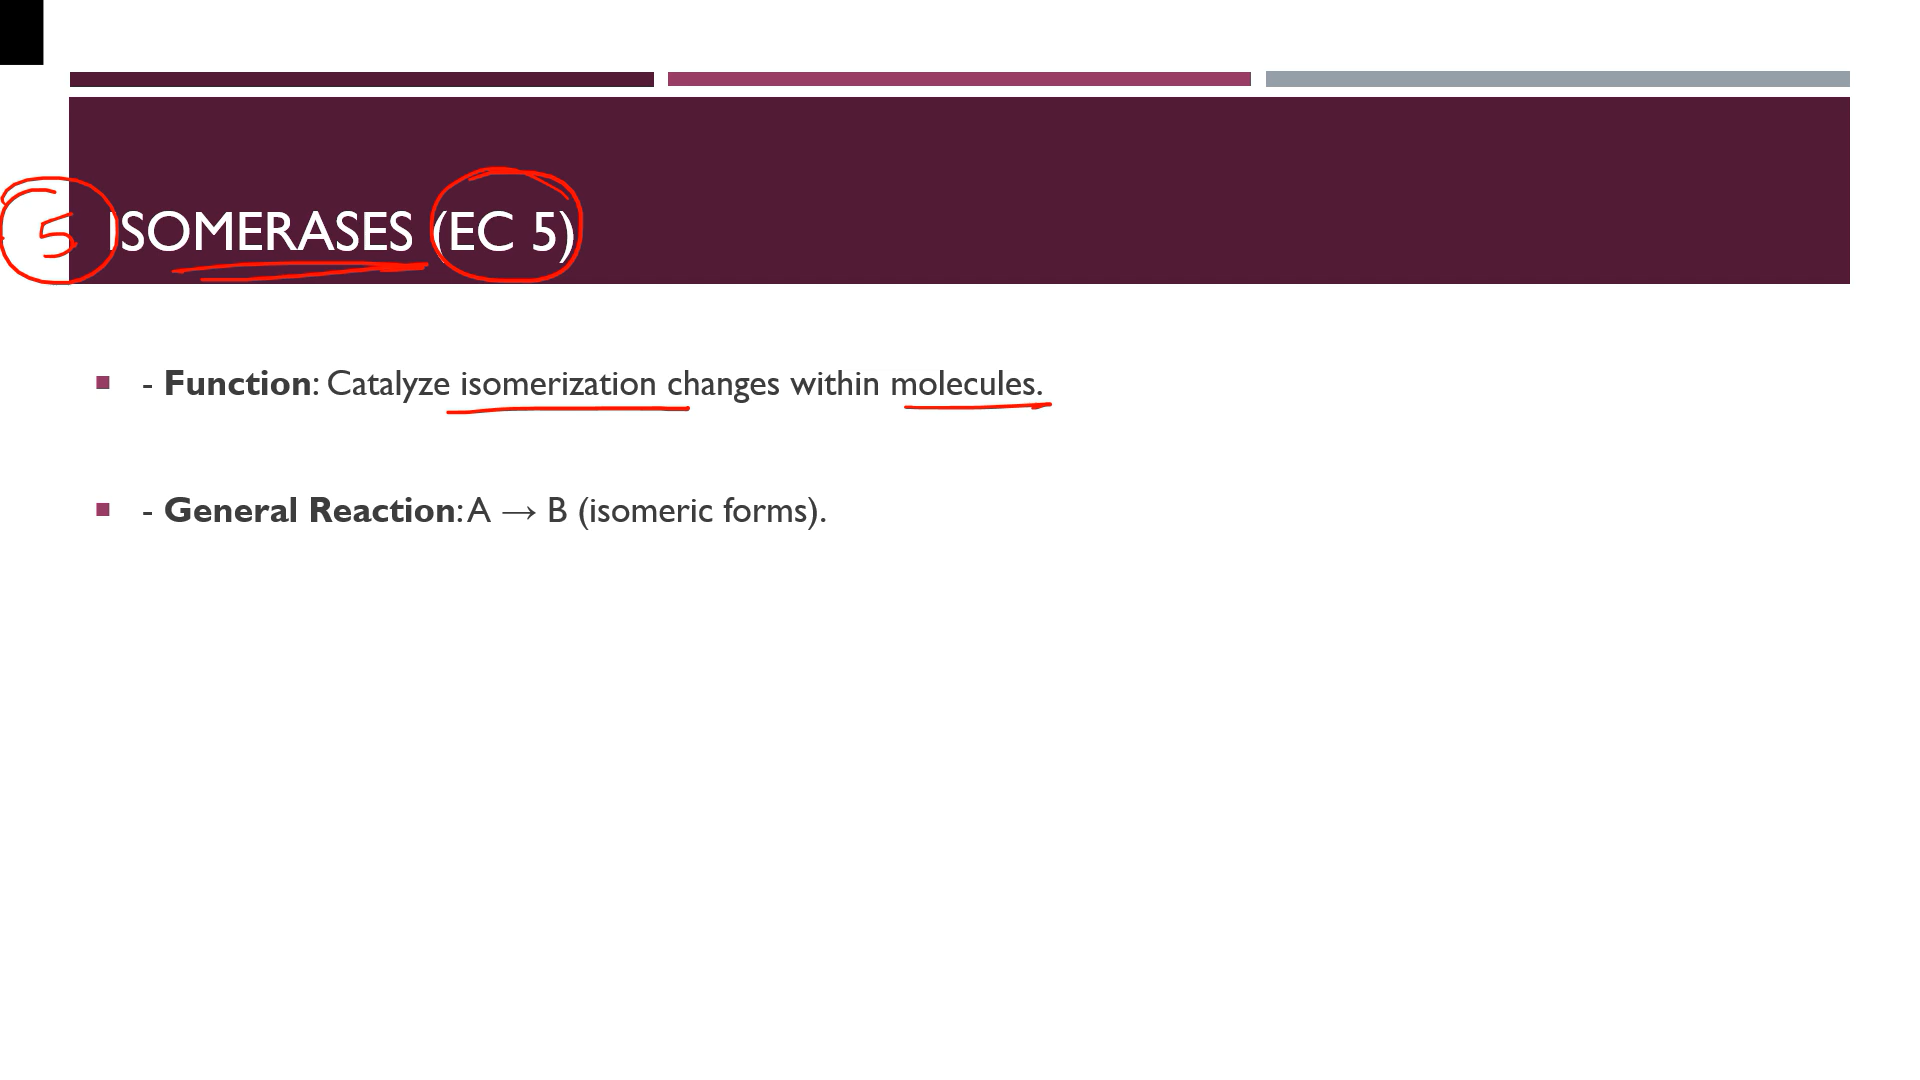 5 ISOMERASES (EC 5)
- Function: Catalyze isomerization changes within molecules.
- General Reaction: A → B (isomeric forms).